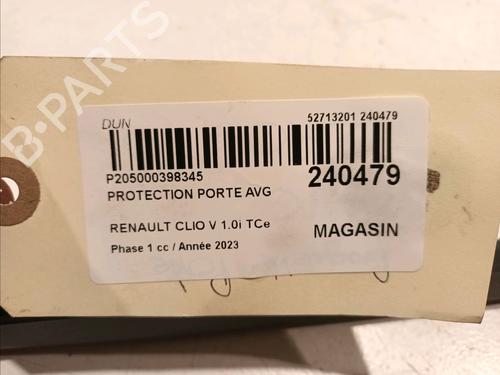 B-PARTS
DUN
52713201 240479
P205000398345
PROTECTION PORTE AVG
240479
RENAULT CLIO V 1.0i TCe
MAGASIN
Phase 1 cc / Année 2023